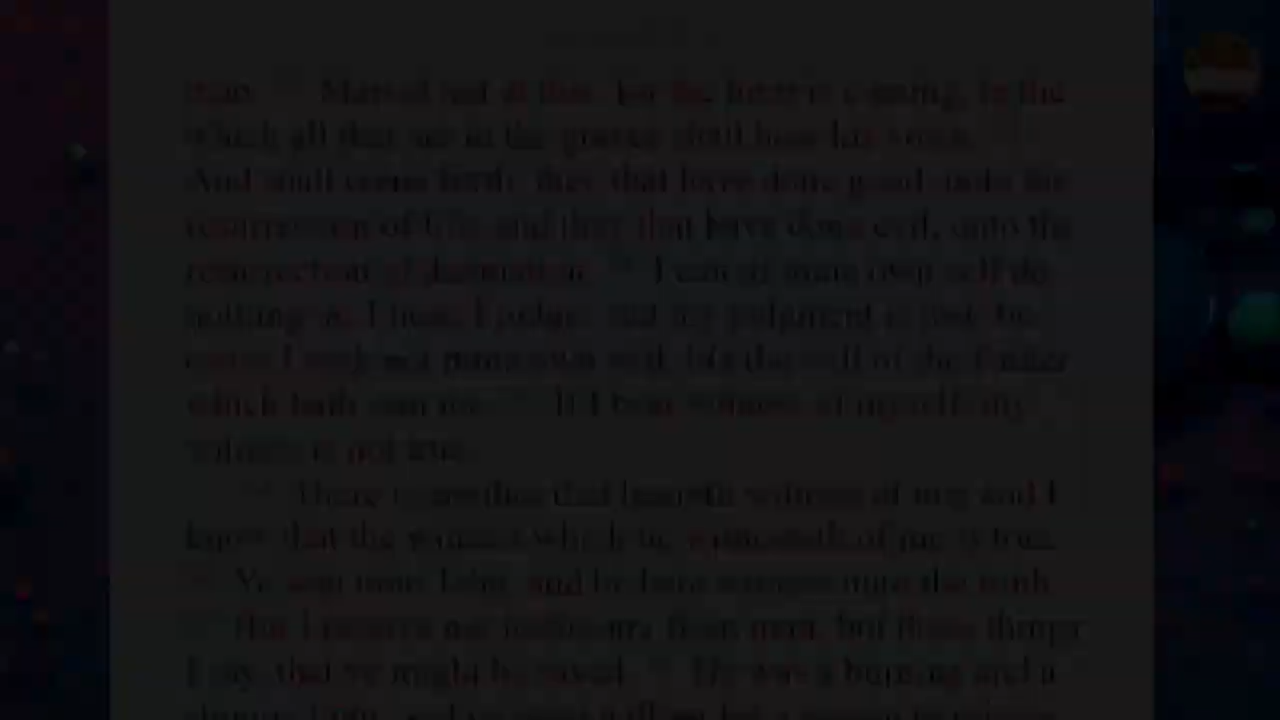 man. Marvel not at this: for the hour is coming, in the
which all that are in the graves shall hear his voice,
And shall come forth; they that have done good, unto the
resurrection of life; and they that have done evil, unto the
resurrection of damnation. I can of mine own self do
nothing: as I hear, I judge: and my judgment is just; be-
cause I seek not mine own will, but the will of the Father
which hath sent me. If I bear witness of myself, my
witness is not true.
There is another that beareth witness of me; and I
know that the witness which he witnesseth of me is true.
Ye sent unto John, and he bare witness unto the truth.
But I receive not testimony from man: but these things
I say, that ye might be saved. He was a burning and a